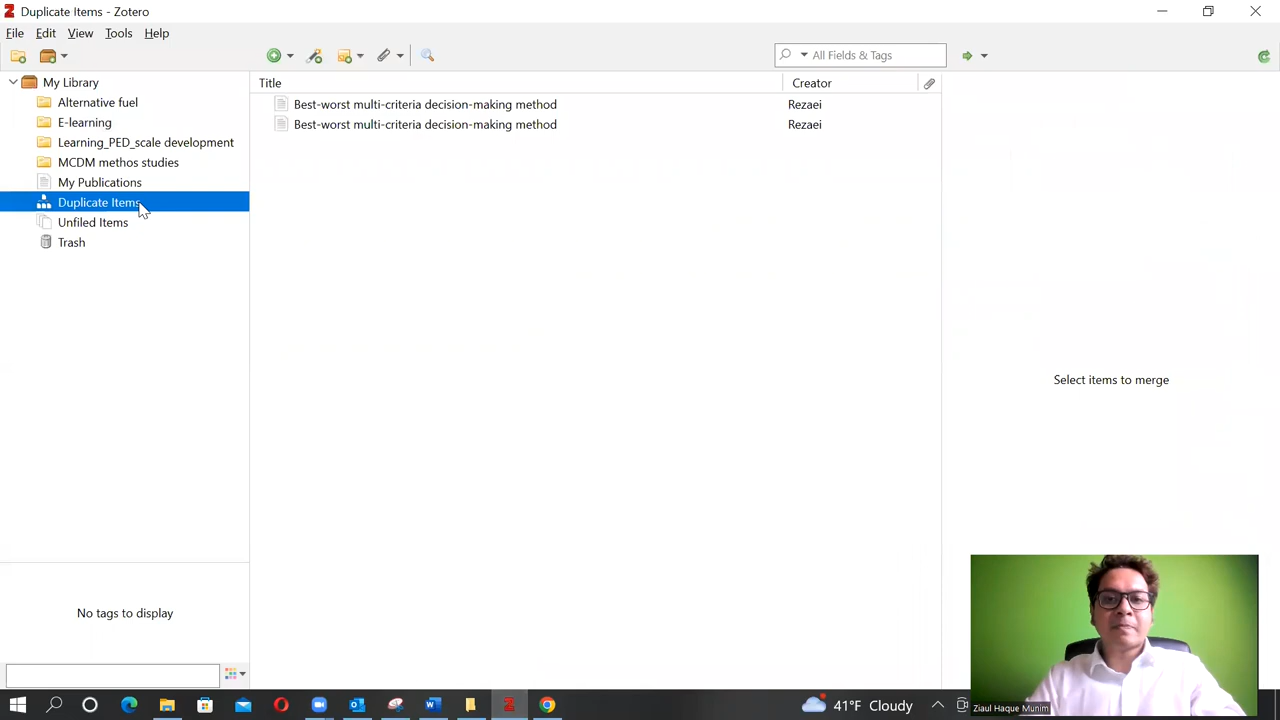 Duplicate Items - Zotero
File Edit View Tools Help
All Fields & Tags
My Library
Alternative fuel
E-learning
Learning_PED_scale development
MCDM methos studies
My Publications
Duplicate Items
Unfiled Items
Trash
Title Creator
Best-worst multi-criteria decision-making method Rezaei
Best-worst multi-criteria decision-making method Rezaei
Select items to merge
No tags to display
41°F Cloudy
Ziaul Haque Munim